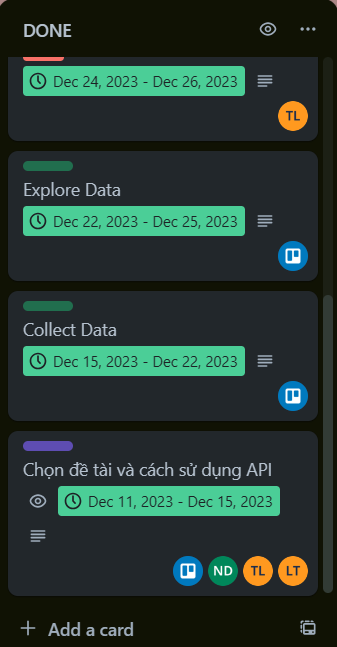 DONE
Dec 24, 2023 - Dec 26, 2023
TL
Explore Data
Dec 22, 2023 - Dec 25, 2023
Collect Data
Dec 15, 2023 - Dec 22, 2023
Chọn đề tài và cách sử dụng API
Dec 11, 2023 - Dec 15, 2023
ND TL LT
Add a card